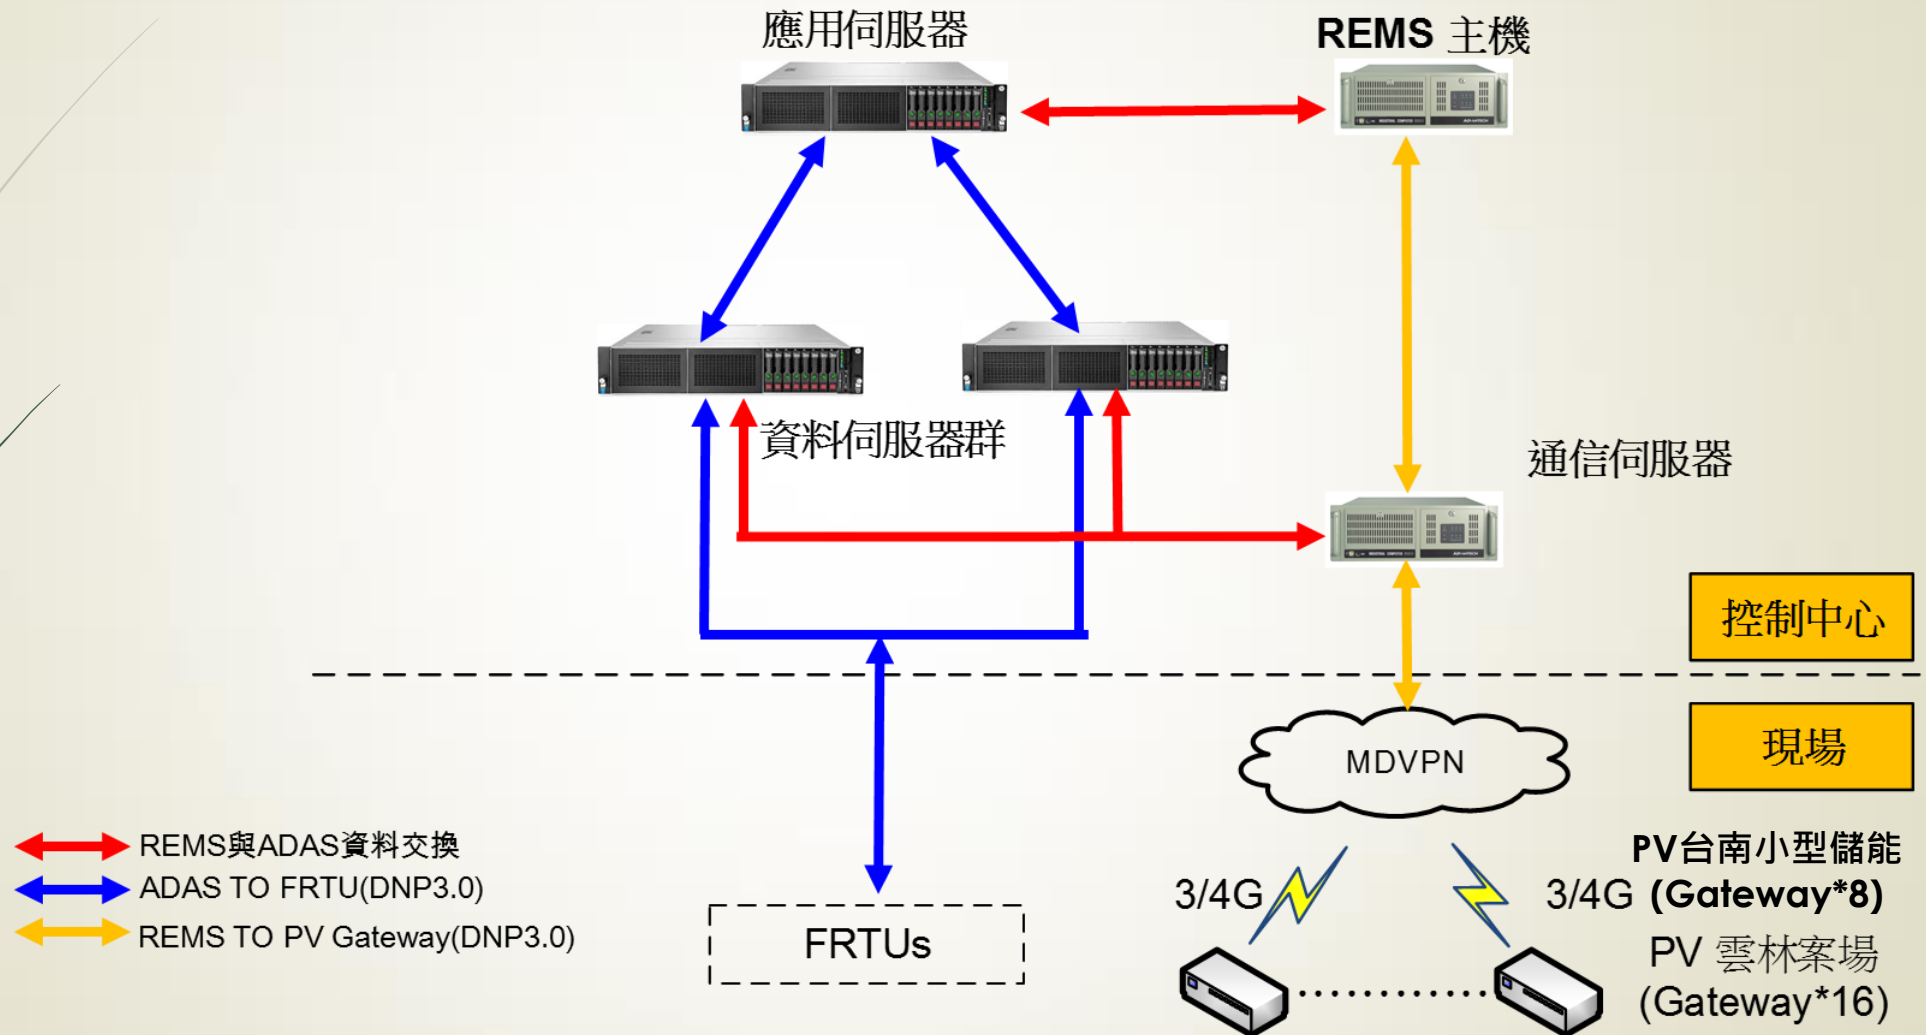 應用伺服器
REMS 主機
資料伺服器群
通信伺服器
控制中心
現場
MDVPN
REMS與ADAS資料交換
ADAS TO FRTU(DNP3.0)
REMS TO PV Gateway(DNP3.0)
FRTUs
3/4G
3/4G
PV台南小型儲能
(Gateway*8)
PV 雲林案場
(Gateway*16)